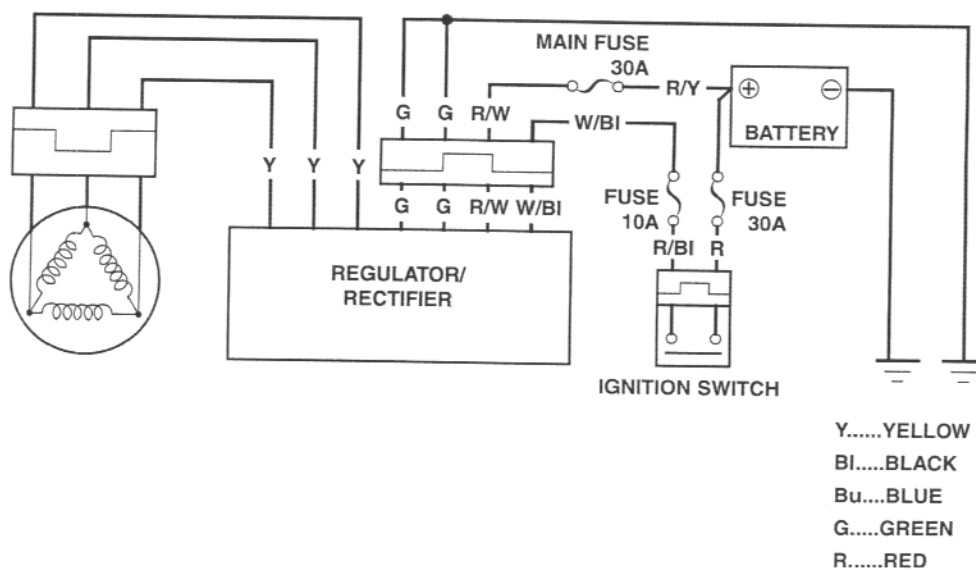 MAIN FUSE
30A
R/Y
+
−
BATTERY
G
G
R/W
W/Bl
Y
Y
Y
G
G
R/W
W/Bl
FUSE
10A
FUSE
30A
R/Bl
R
REGULATOR/
RECTIFIER
IGNITION SWITCH
Y......YELLOW
Bl.....BLACK
Bu....BLUE
G.....GREEN
R......RED